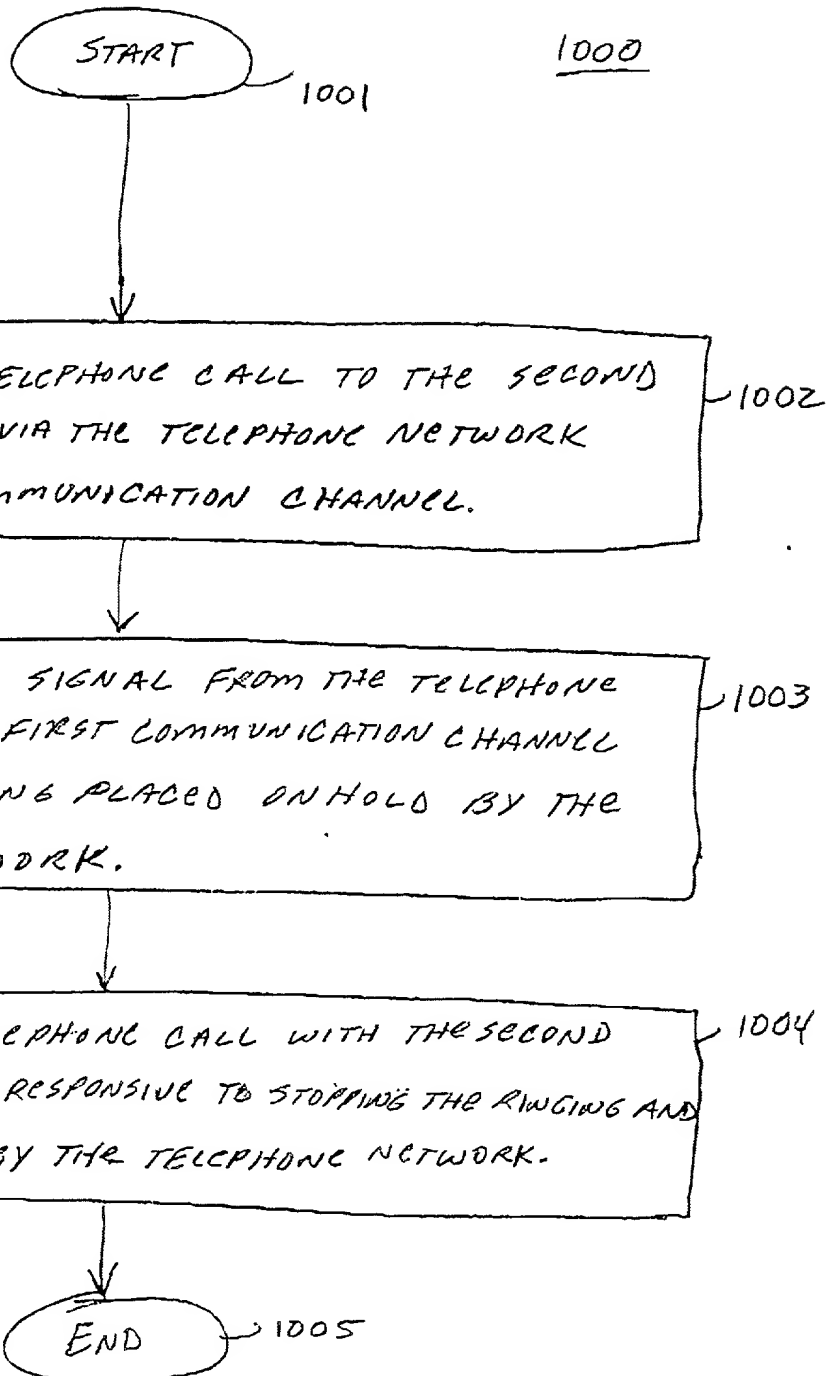 START
1000
1001
ELEPHONE CALL TO THE SECOND
VIA THE TELEPHONE NETWORK
MMUNICATION CHANNEL.
1002
SIGNAL FROM THE TELEPHONE
FIRST COMMUNICATION CHANNEL
NG PLACED ON HOLD BY THE
ORK.
1003
EPHONE CALL WITH THE SECOND
RESPONSIVE TO STOPPING THE RINGING AND
BY THE TELEPHONE NETWORK.
1004
END
1005